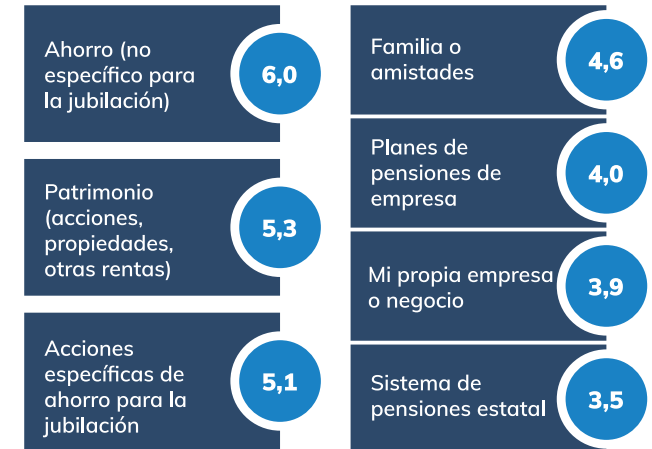 Ahorro (no
específico para
la jubilación)
6,0
Patrimonio
(acciones,
propiedades,
otras rentas)
5,3
Acciones
específicas de
ahorro para la
jubilación
5,1
Familia o
amistades
4,6
Planes de
pensiones de
empresa
4,0
Mi propia empresa
o negocio
3,9
Sistema de
pensiones estatal
3,5